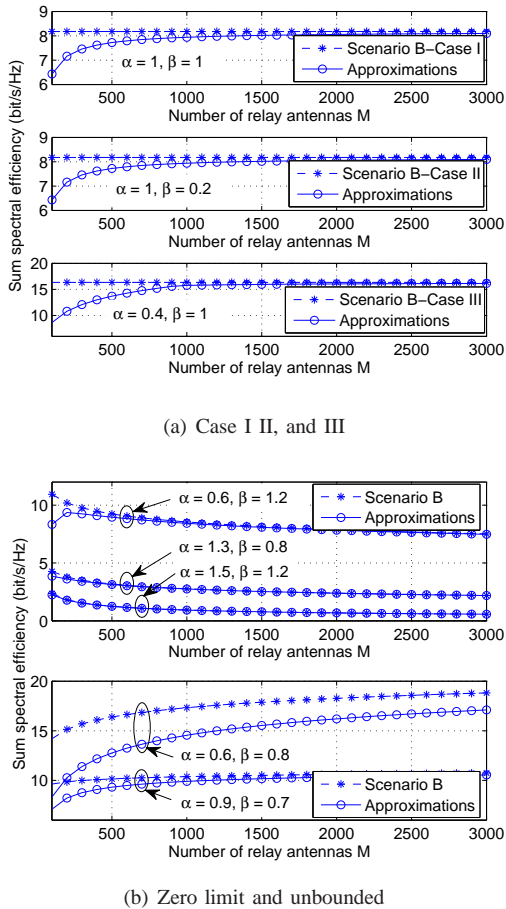 9
8
7
6
α = 1, β = 1
Scenario B−Case I
Approximations
500 1000 1500 2000 2500 3000
Number of relay antennas M
9
8
7
6
α = 1, β = 0.2
Scenario B−Case II
Approximations
500 1000 1500 2000 2500 3000
Number of relay antennas M
20
15
10
α = 0.4, β = 1
Scenario B−Case III
Approximations
500 1000 1500 2000 2500 3000
Number of relay antennas M
Sum spectral efficiency (bit/s/Hz)
(a) Case I II, and III
10
5
0
α = 0.6, β = 1.2
α = 1.3, β = 0.8
α = 1.5, β = 1.2
Scenario B
Approximations
500 1000 1500 2000 2500 3000
Number of relay antennas M
Sum spectral efficiency (bit/s/Hz)
20
15
10
α = 0.6, β = 0.8
α = 0.9, β = 0.7
Scenario B
Approximations
500 1000 1500 2000 2500 3000
Number of relay antennas M
Sum spectral efficiency (bit/s/Hz)
(b) Zero limit and unbounded